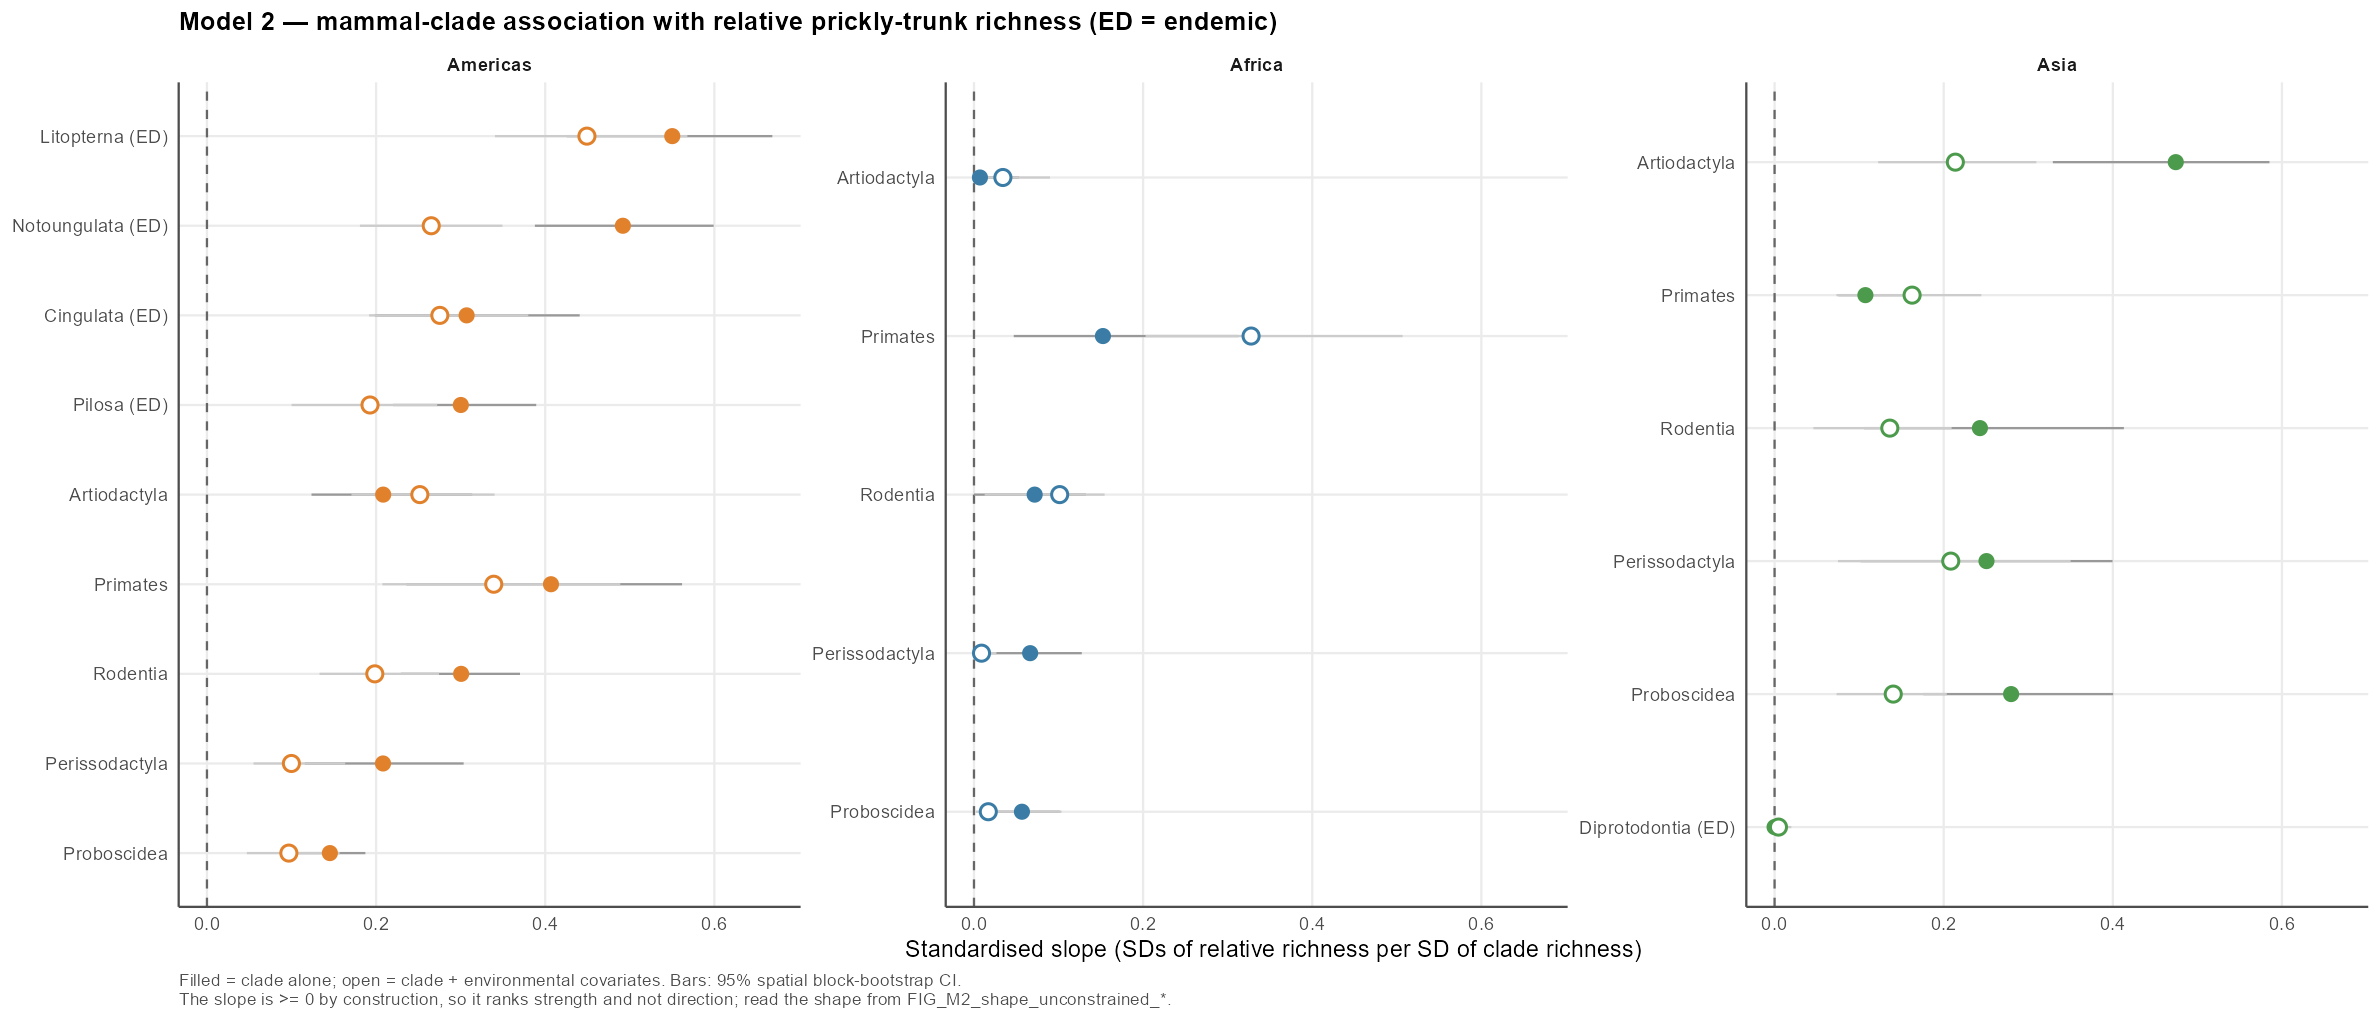 Model 2 — mammal-clade association with relative prickly-trunk richness (ED = endemic)
Americas
Africa
Asia
Litopterna (ED)
Notoungulata (ED)
Cingulata (ED)
Pilosa (ED)
Artiodactyla
Primates
Rodentia
Perissodactyla
Proboscidea
0.0
0.2
0.4
0.6
Artiodactyla
Primates
Rodentia
Perissodactyla
Proboscidea
0.0
0.2
0.4
0.6
Artiodactyla
Primates
Rodentia
Perissodactyla
Proboscidea
Diprotodontia (ED)
0.0
0.2
0.4
0.6
Standardised slope (SDs of relative richness per SD of clade richness)
Filled = clade alone; open = clade + environmental covariates. Bars: 95% spatial block-bootstrap CI.
The slope is >= 0 by construction, so it ranks strength and not direction; read the shape from FIG_M2_shape_unconstrained_*.